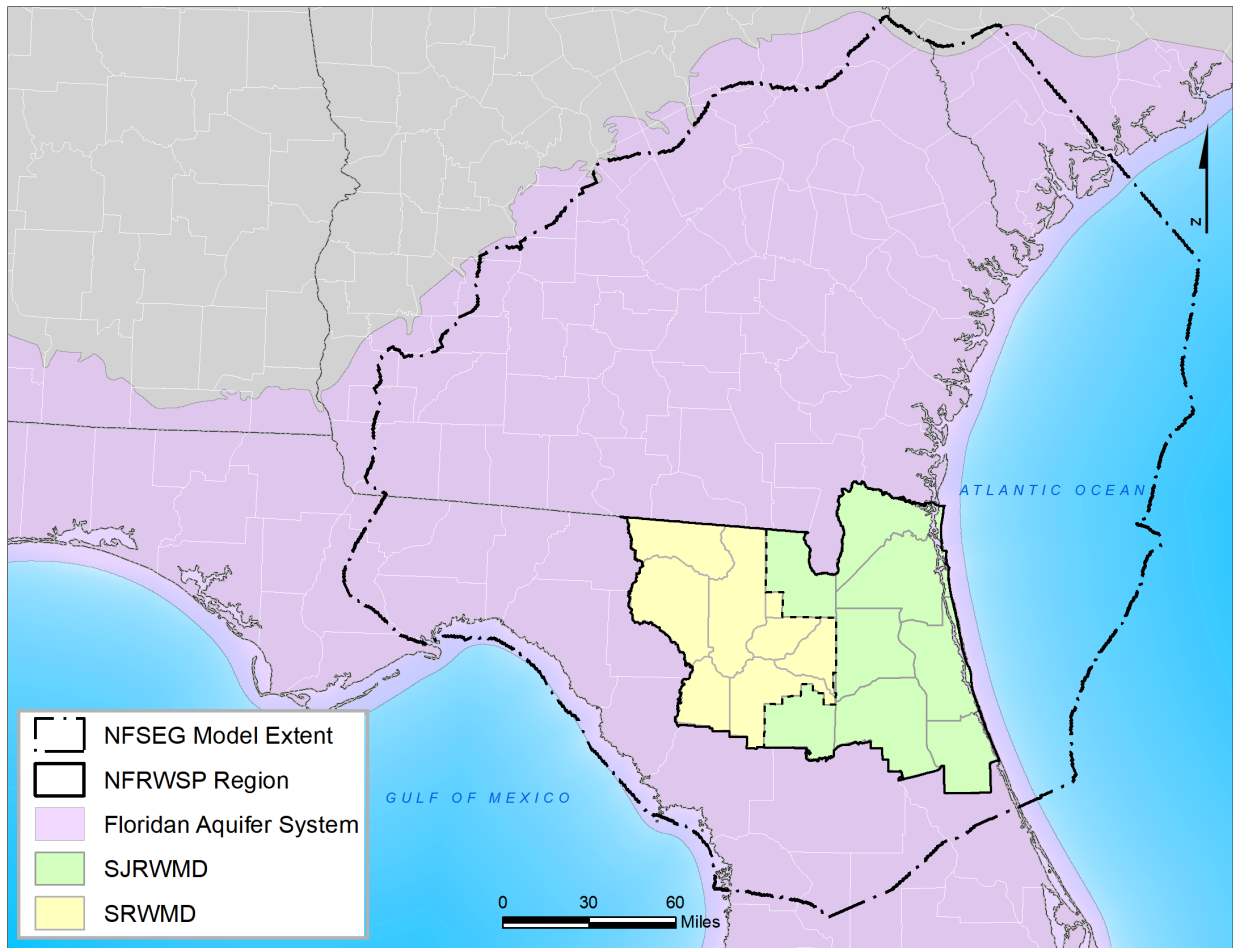 N
ATLANTIC OCEAN
GULF OF MEXICO
NFSEG Model Extent
NFRWSP Region
Floridan Aquifer System
SJRWMD
SRWMD
0 30 60
Miles